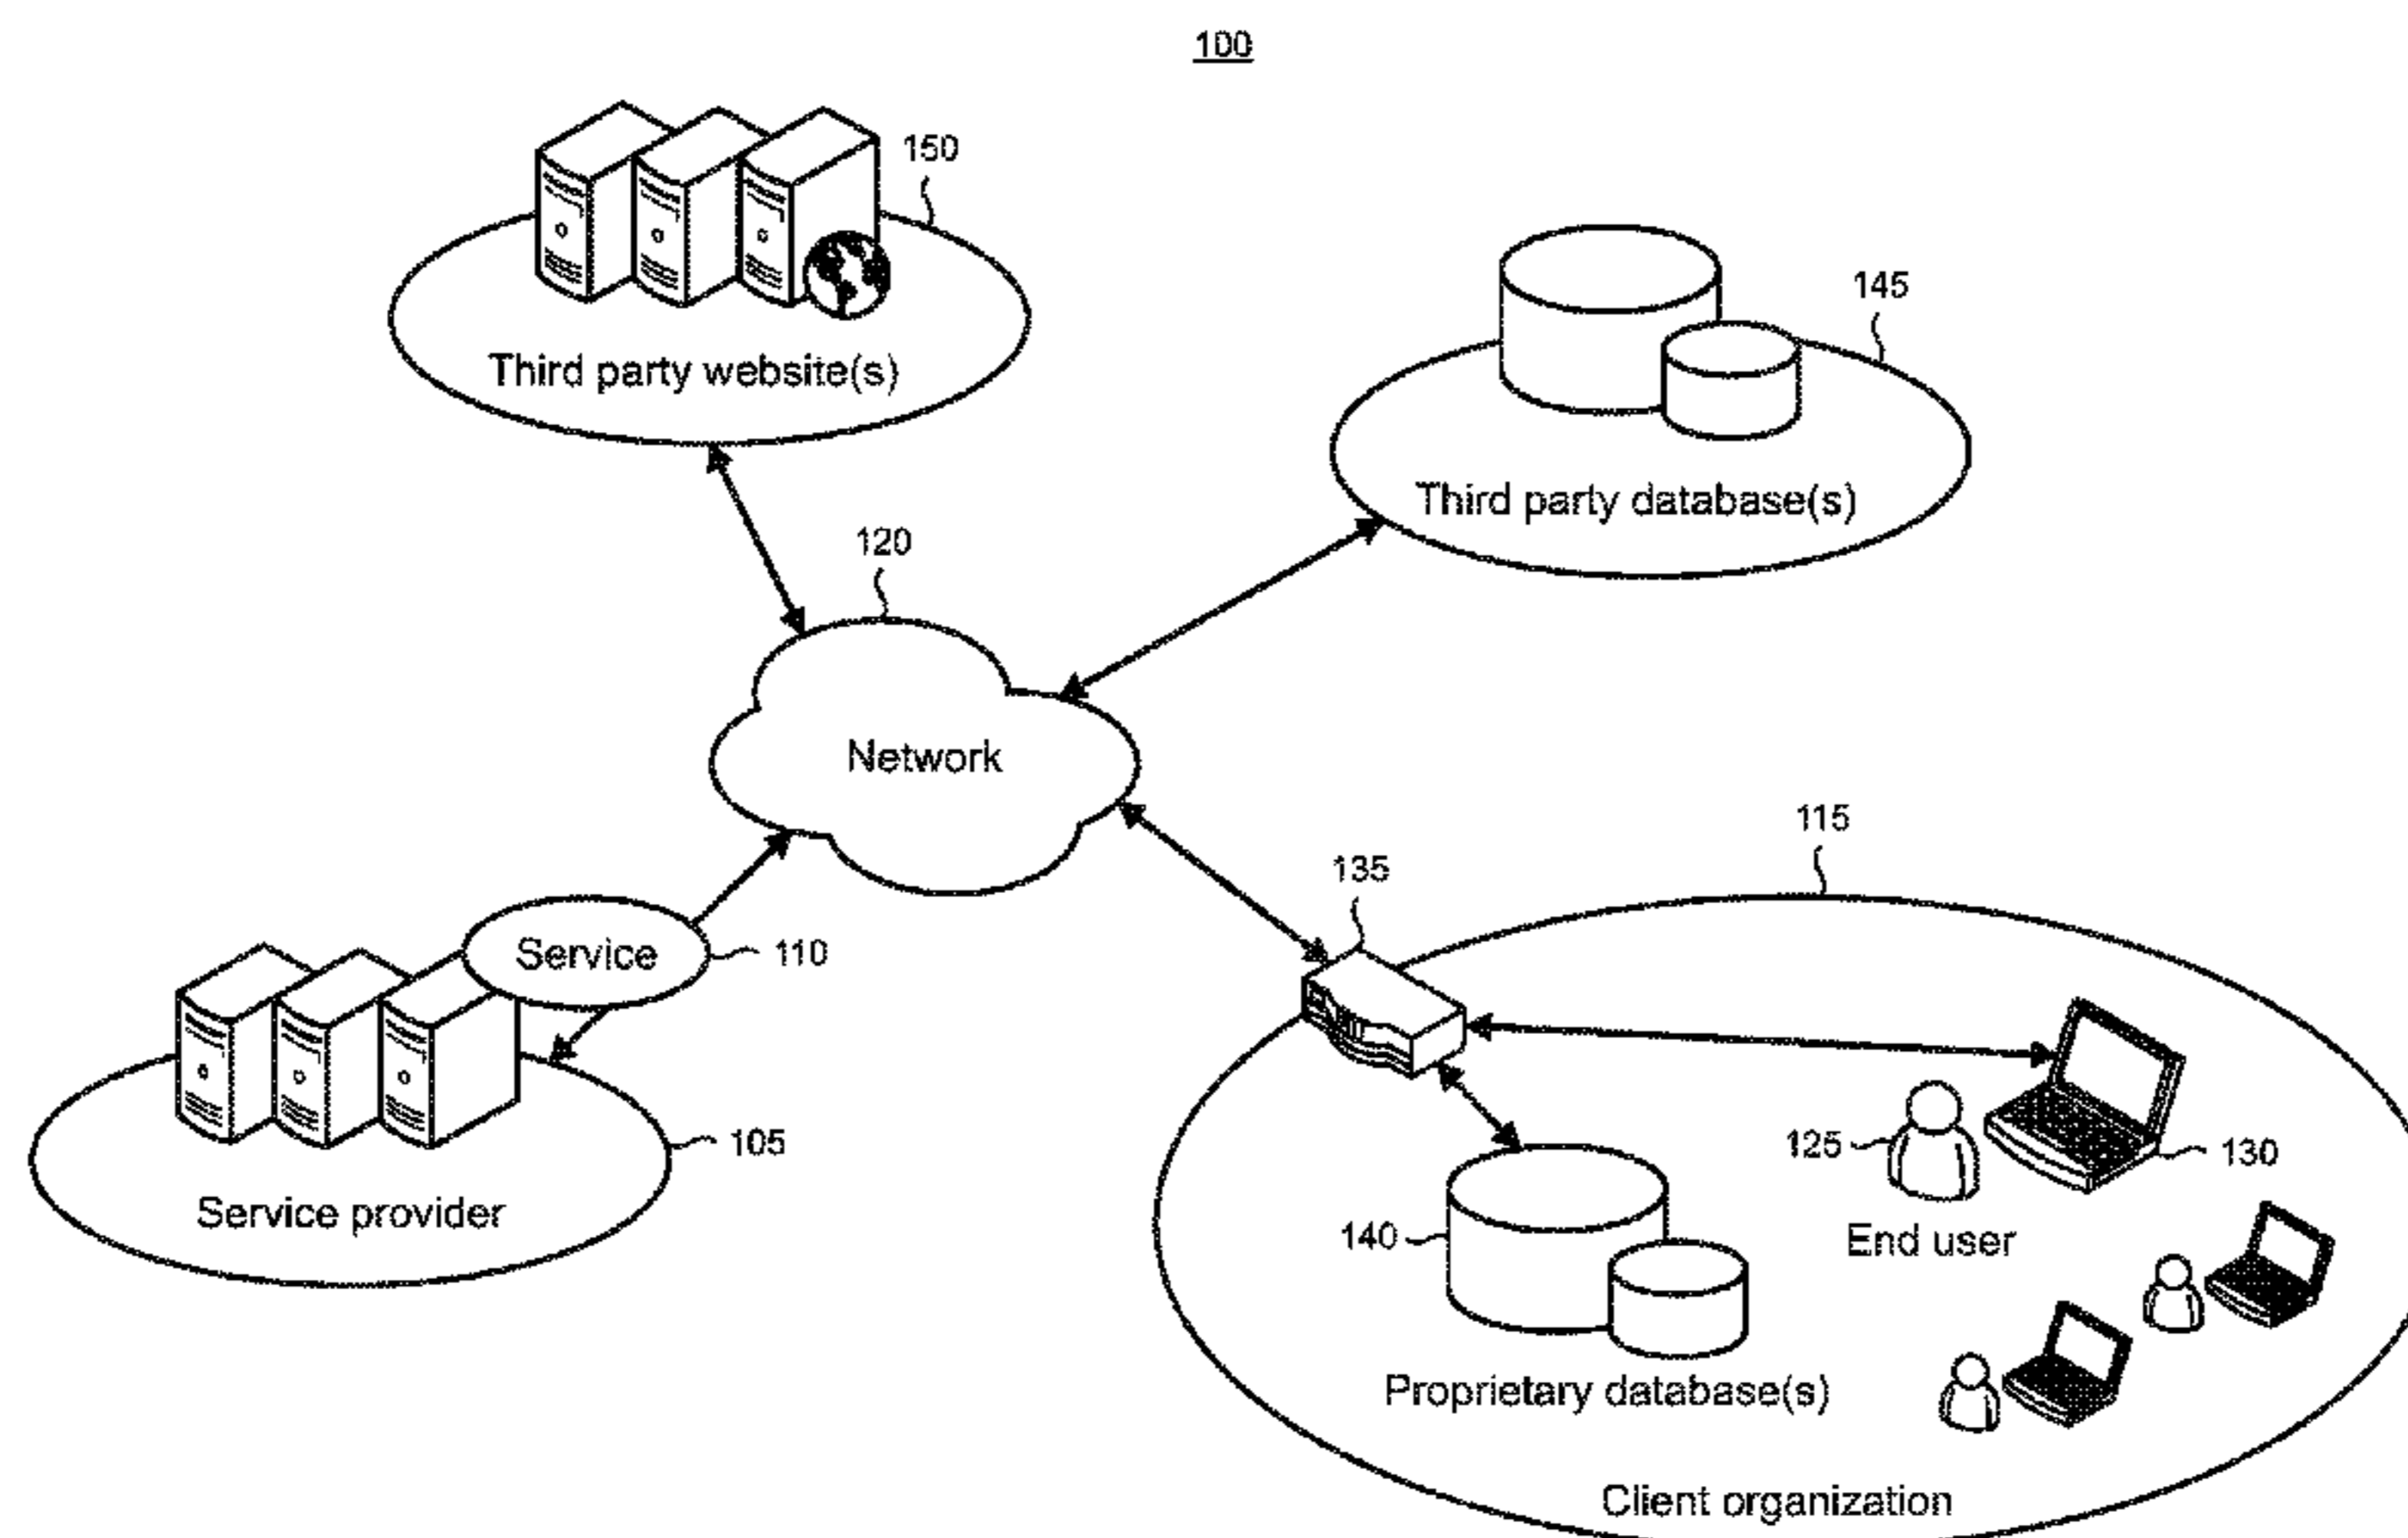 100
150
Third party website(s)
145
Third party database(s)
120
Network
115
135
Service
110
125
130
105
Service provider
140
End user
Proprietary database(s)
Client organization